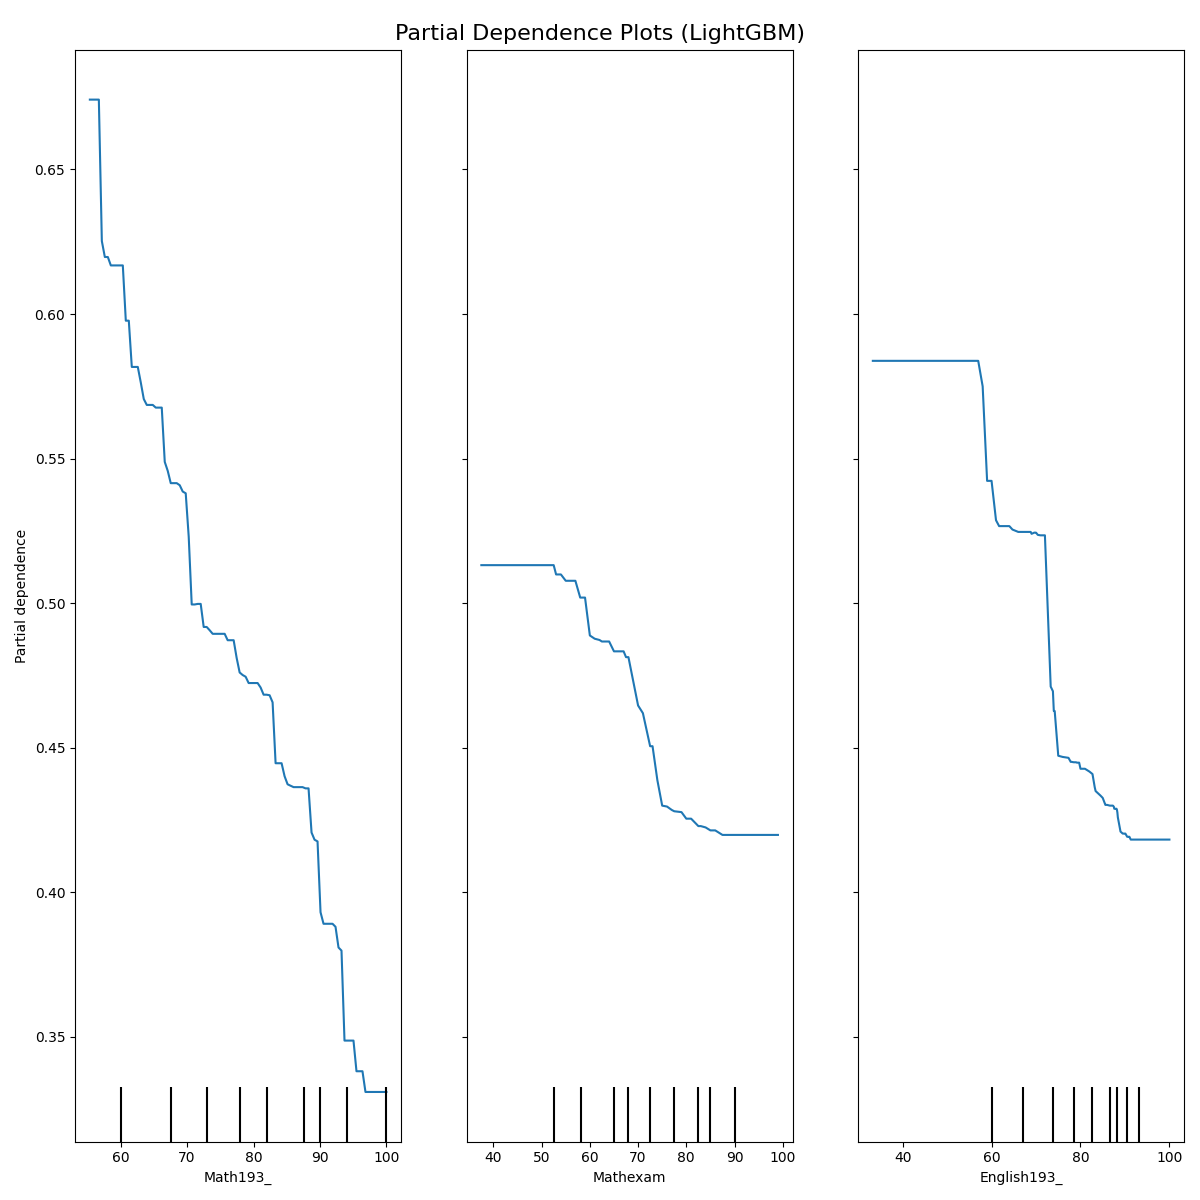 Partial Dependence Plots (LightGBM)
Partial dependence
0.65
0.60
0.55
0.50
0.45
0.40
0.35
60 70 80 90 100
Math193_
40 50 60 70 80 90 100
Mathexam
40 60 80 100
English193_